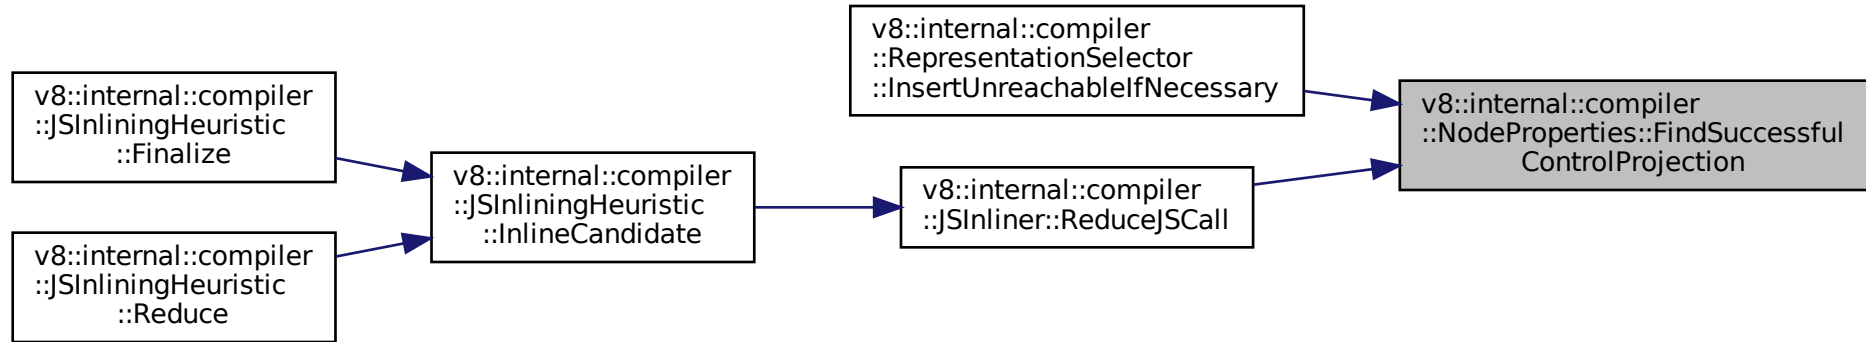 v8::internal::compiler
::JSInliningHeuristic
::Finalize
v8::internal::compiler
::JSInliningHeuristic
::Reduce
v8::internal::compiler
::JSInliningHeuristic
::InlineCandidate
v8::internal::compiler
::RepresentationSelector
::InsertUnreachableIfNecessary
v8::internal::compiler
::JSInliner::ReduceJSCall
v8::internal::compiler
::NodeProperties::FindSuccessful
ControlProjection